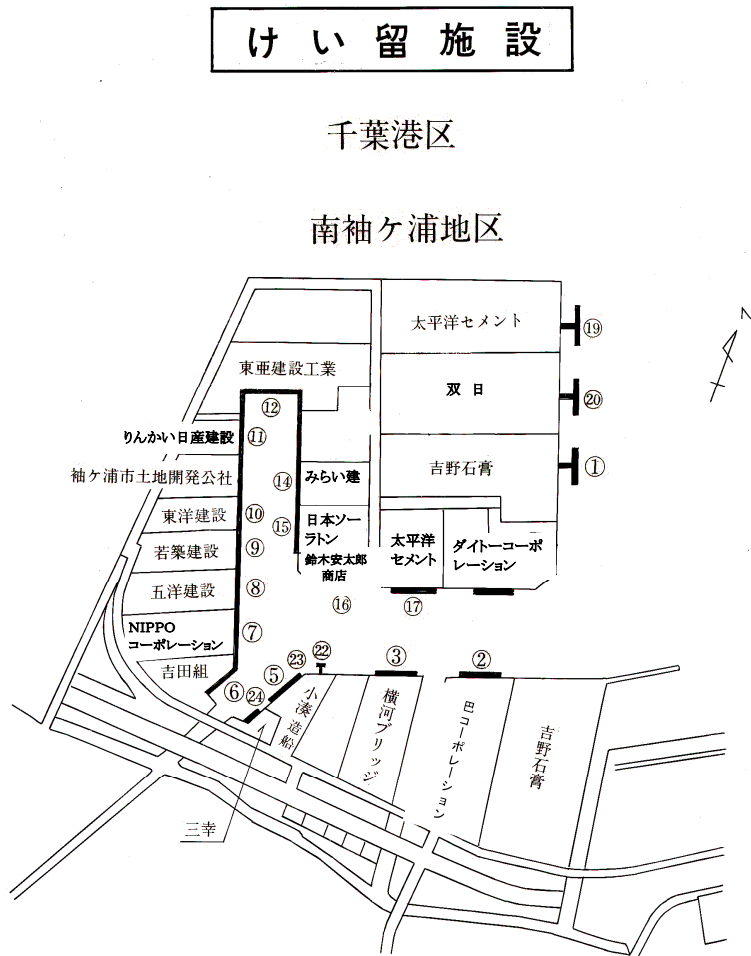 けい留施設
千葉港区
南袖ケ浦地区
N
太平洋セメント
⑲
東亜建設工業
双日
⑳
⑫
りんかい日産建設
⑪
吉野石膏
①
袖ケ浦市土地開発公社
⑭
みらい建
東洋建設
⑩
⑮
日本ソー
ラトン
鈴木安太郎
商店
太平洋
セメント
ダイトーコーポ
レーション
若築建設
⑨
五洋建設
⑧
⑯
⑰
NIPPO
コーポレーション
⑦
吉田組
⑥
㉔
⑤
㉓
㉒
③
②
小湊造船
横河ブリッジ
巴コーポレーション
吉野石膏
三幸